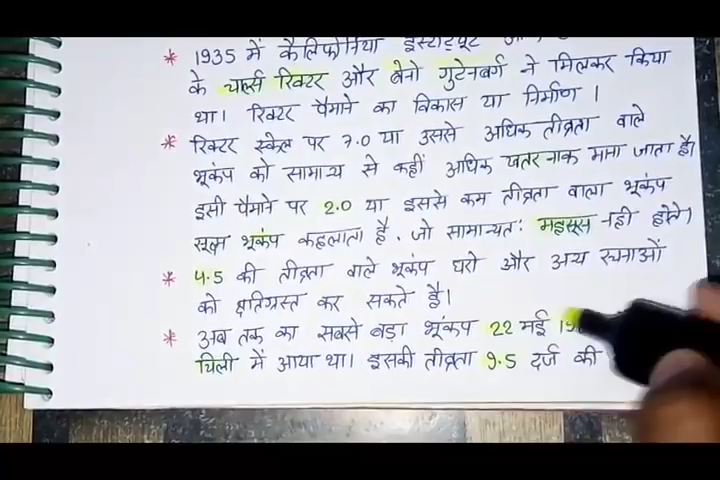 * 1935 में कैलिफोर्निया इंस्टीट्यूट
के चार्ल्स रिक्टर और बेनो गुटेनबर्ग ने मिलकर किया
था। रिक्टर पैमाने का विकास या निर्माण ।
* रिक्टर स्केल पर 7.0 या उससे अधिक तीव्रता वाले
भूकंप को सामान्य से कहीं अधिक खतरनाक माना जाता है।
इसी पैमाने पर 2.0 या इससे कम तीव्रता वाला भूकंप
सूक्ष्म भूकंप कहलाता है. जो सामान्यत: महसूस नही होते।
* 4.5 की तीव्रता वाले भूकंप घरो और अन्य रचनाओं
को क्षतिग्रस्त कर सकते है।
* अब तक का सबसे बड़ा भूकंप 22 मई
चिली में आया था। इसकी तीव्रता 9.5 दर्ज की